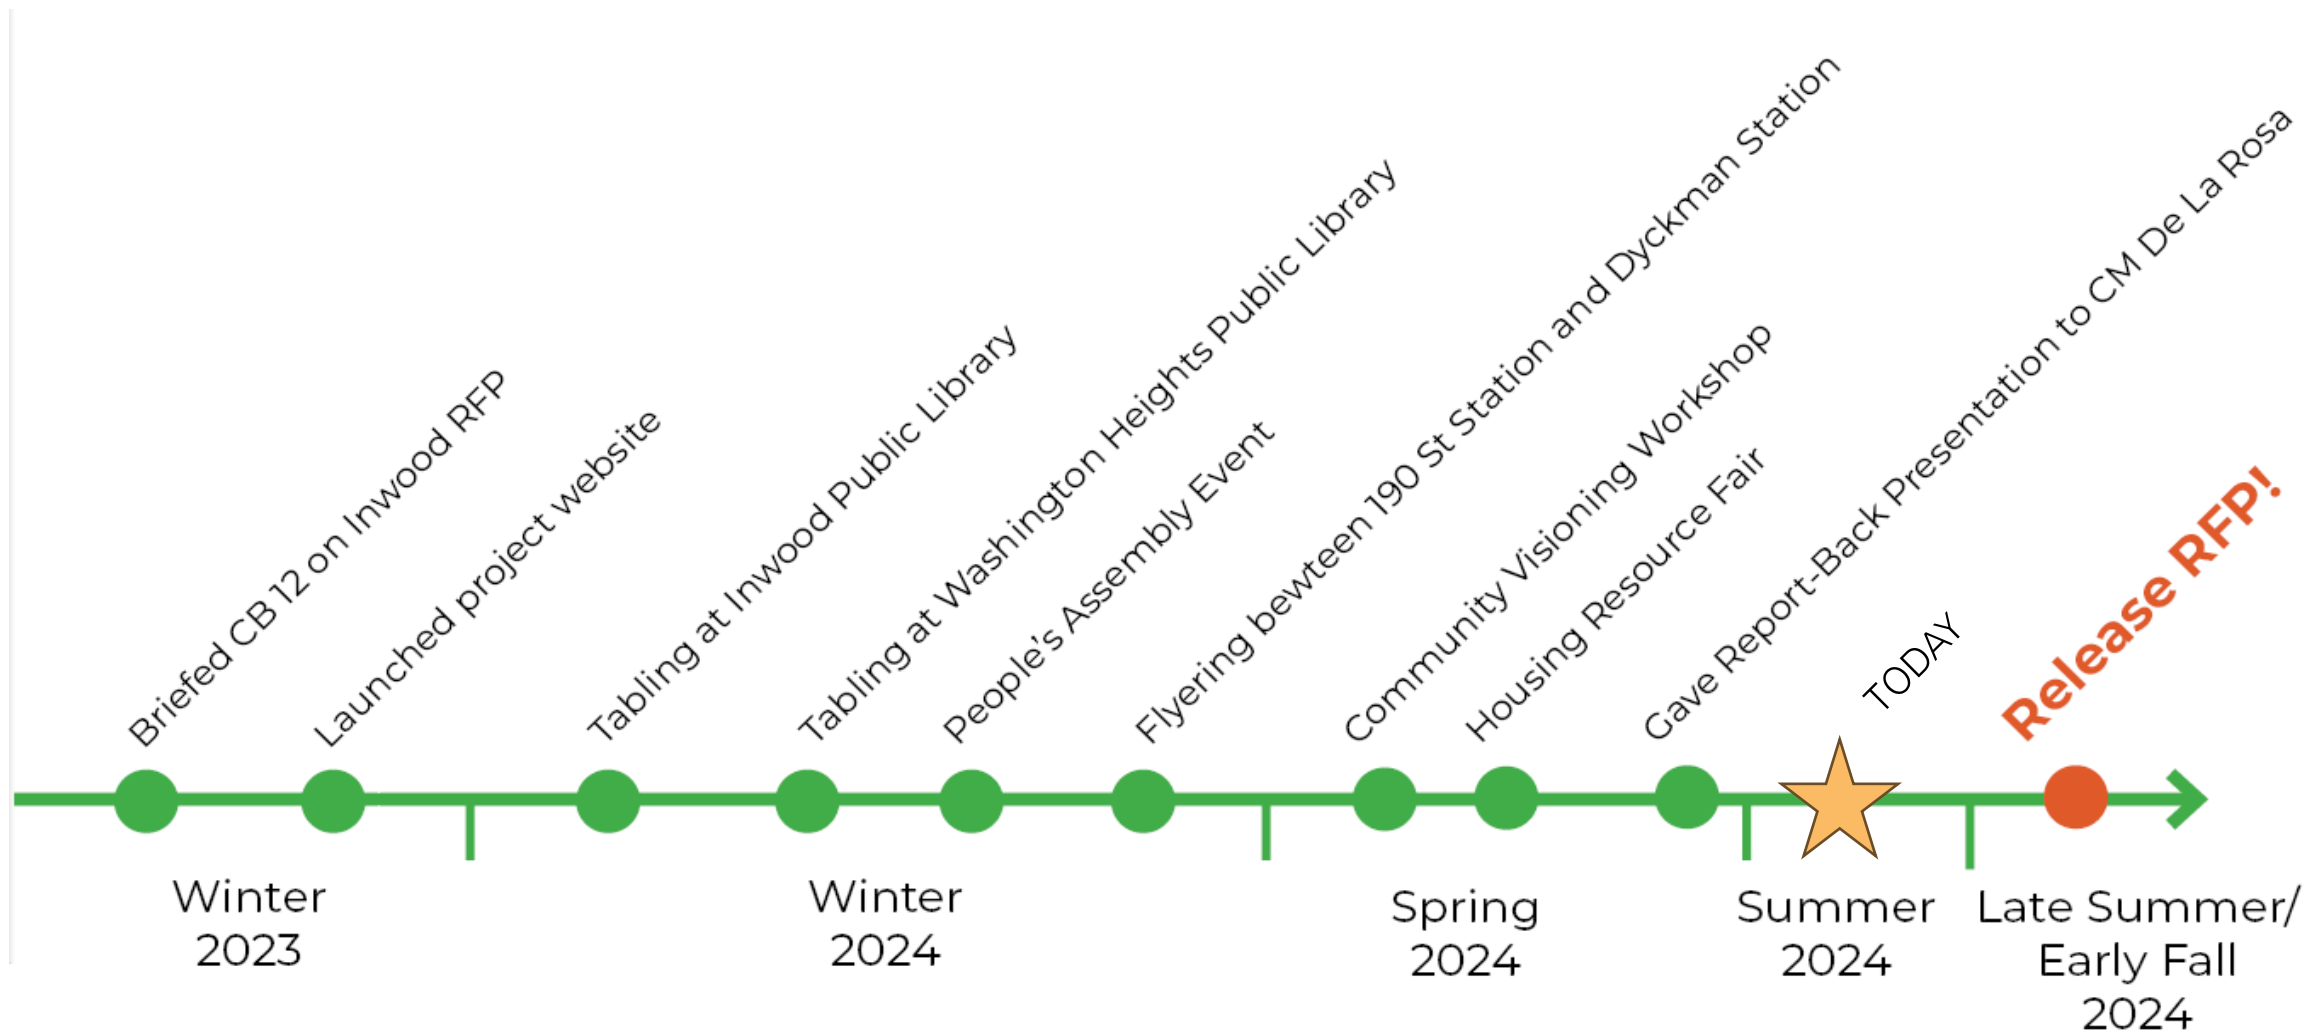 Briefed CB 12 on Inwood RFP
Launched project website
Tabling at Inwood Public Library
Tabling at Washington Heights Public Library
People's Assembly Event
Flyering bewteen 190 St Station and Dyckman Station
Community Visioning Workshop
Housing Resource Fair
Gave Report-Back Presentation to CM De La Rosa
TODAY
Release RFP!
Winter
2023
Winter
2024
Spring
2024
Summer
2024
Late Summer/
Early Fall
2024